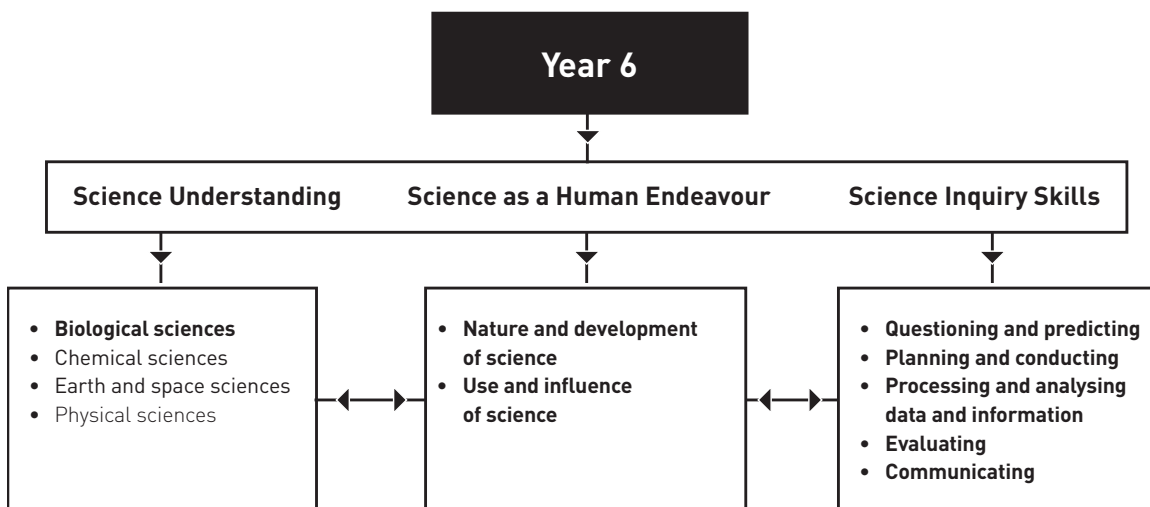 Year 6
Science Understanding
Science as a Human Endeavour
Science Inquiry Skills
• Biological sciences
• Chemical sciences
• Earth and space sciences
• Physical sciences
• Nature and development
of science
• Use and influence
of science
• Questioning and predicting
• Planning and conducting
• Processing and analysing
data and information
• Evaluating
• Communicating